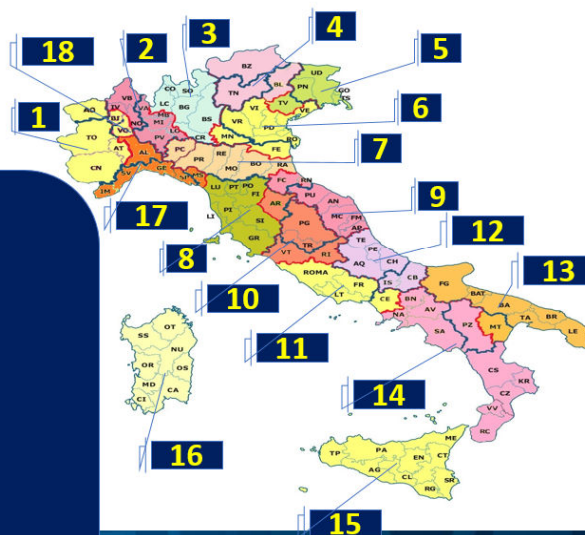 18
2
3
4
5
BZ
CO
SO
UD
VB
LC
TN
BL
PN
GO
TS
AO
VA
BG
TV
1
BI
NO
MB
MI
BS
VI
VE
6
TO
VC
LO
VR
PD
AT
PV
CR
MN
RO
AL
PC
RE
FE
7
CN
PR
MO
BO
RA
GE
SV
SP
MS
FC
RN
IM
LU
PT
PO
FI
PU
AN
17
AR
MC
FM
9
LI
PI
AP
SI
PG
TE
12
8
GR
TR
PE
VT
RI
AQ
CH
10
ROMA
IS
CB
FG
13
FR
BAT
11
LT
CE
BN
BA
OT
NA
AV
TA
BR
SS
SA
PZ
MT
LE
NU
OR
OS
14
CS
MD
KR
CI
CA
CZ
VV
16
RC
ME
TP
PA
EN
CT
AG
CL
SR
RG
15